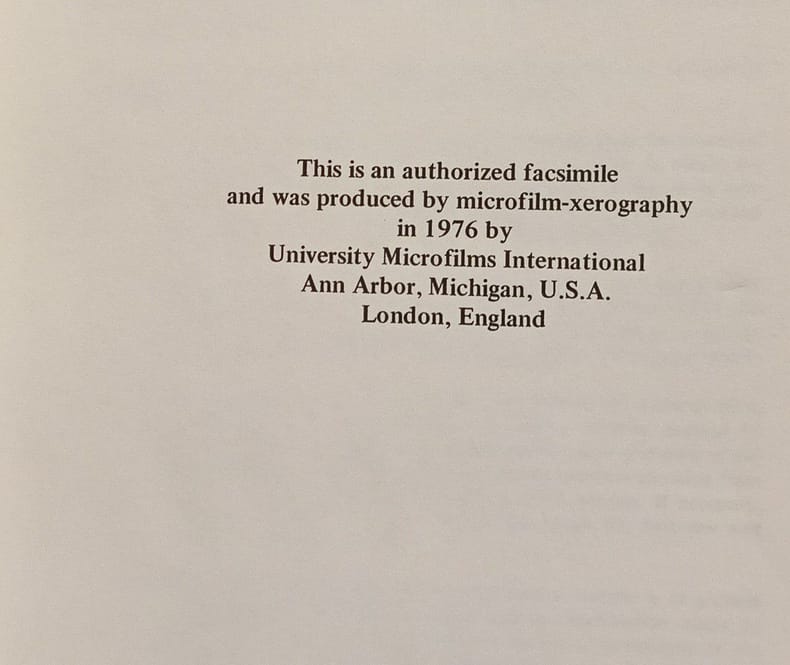 This is an authorized facsimile
and was produced by microfilm-xerography
in 1976 by
University Microfilms International
Ann Arbor, Michigan, U.S.A.
London, England